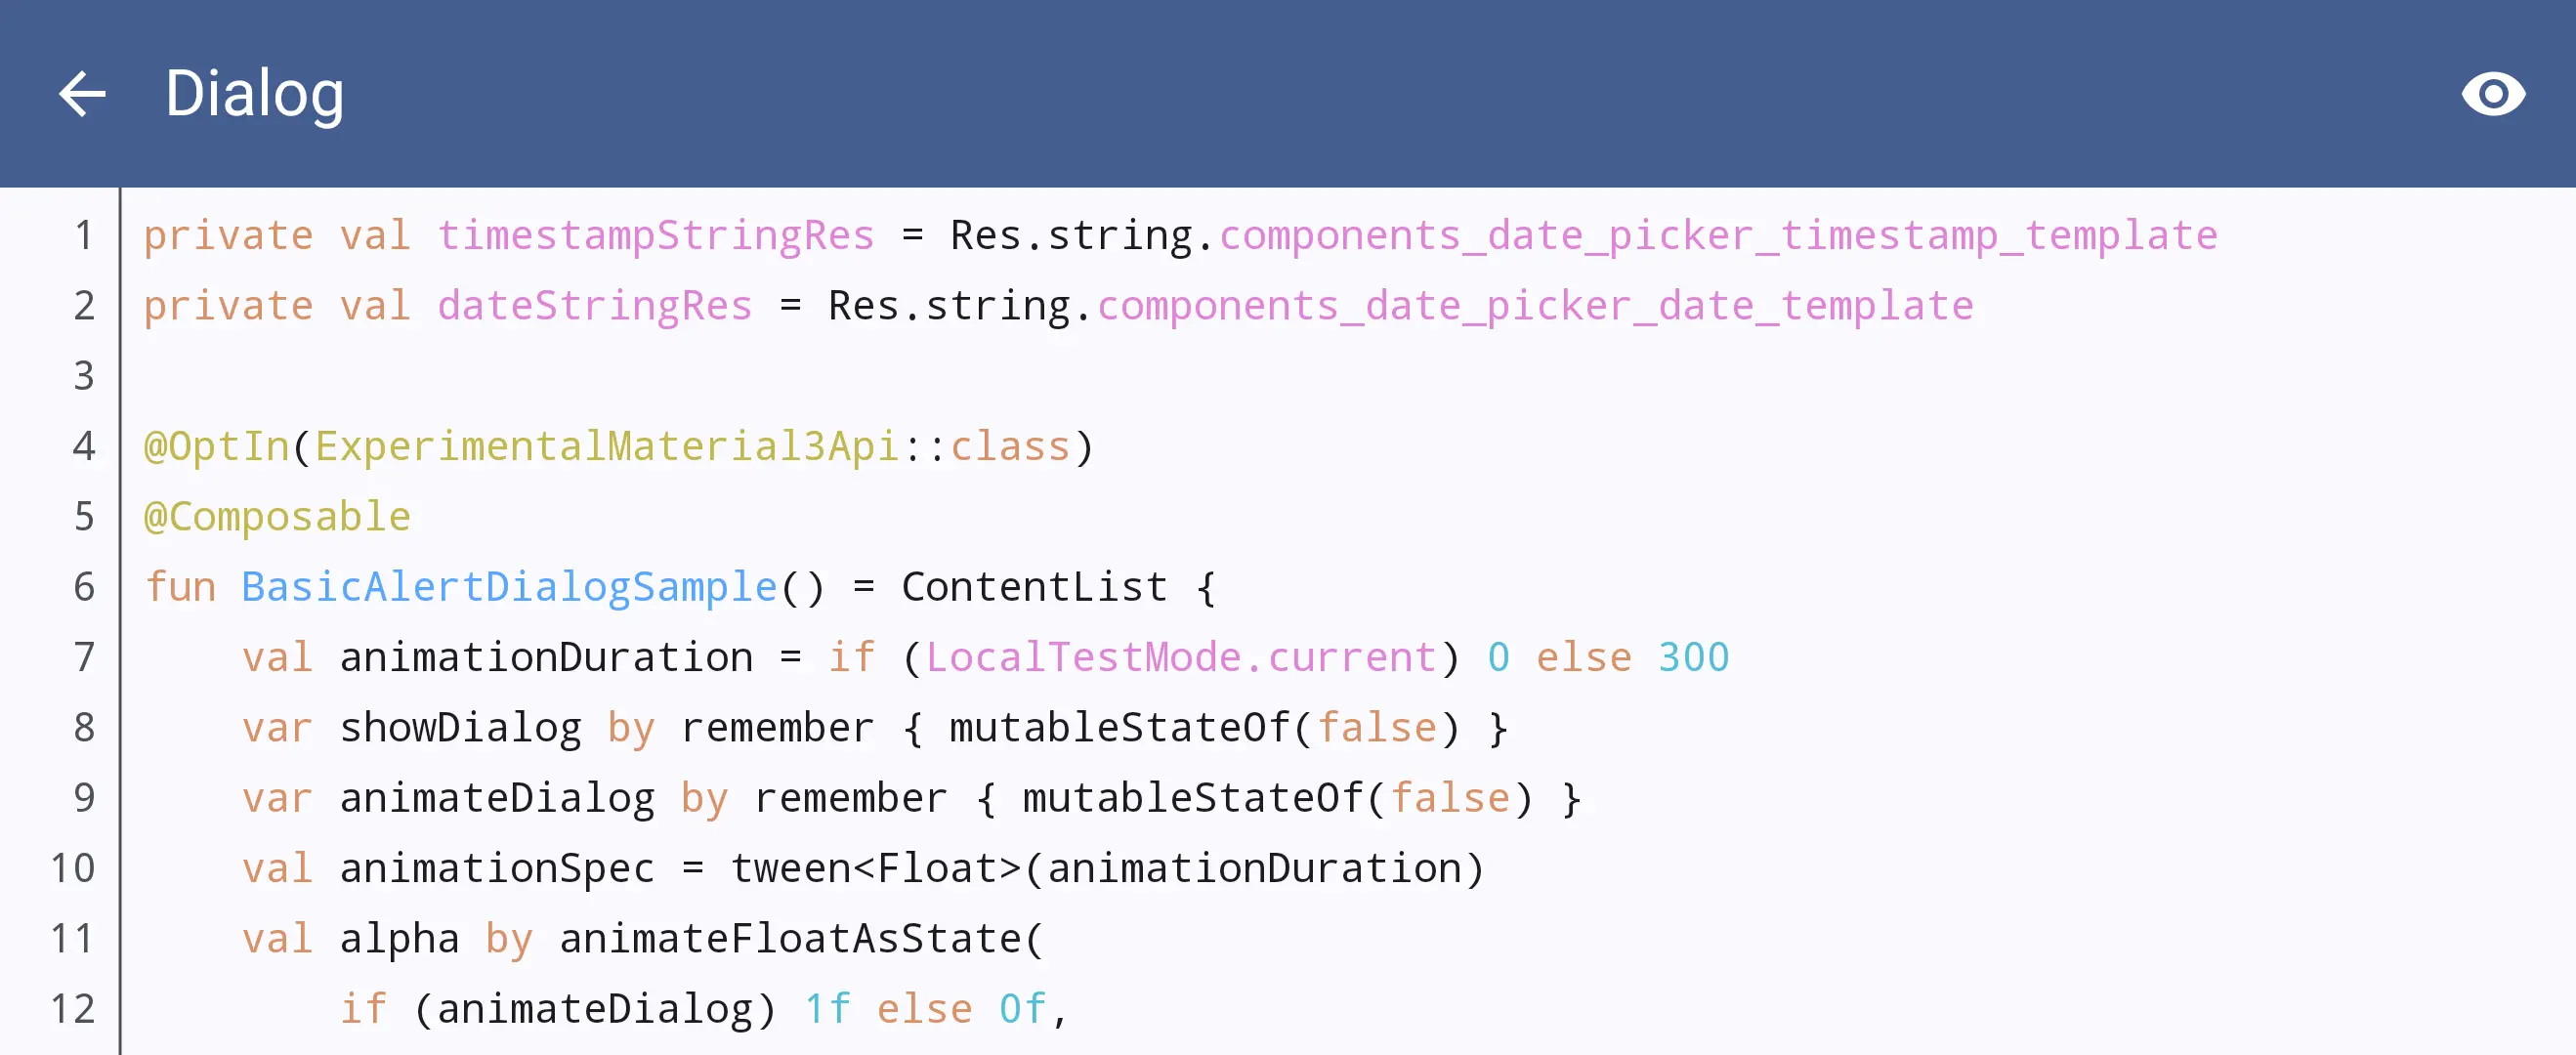 Dialog
1 private val timestampStringRes = Res.string.components_date_picker_timestamp_template
2 private val dateStringRes = Res.string.components_date_picker_date_template
3
4 @OptIn(ExperimentalMaterial3Api::class)
5 @Composable
6 fun BasicAlertDialogSample() = ContentList {
7     val animationDuration = if (LocalTestMode.current) 0 else 300
8     var showDialog by remember { mutableStateOf(false) }
9     var animateDialog by remember { mutableStateOf(false) }
10     val animationSpec = tween<Float>(animationDuration)
11     val alpha by animateFloatAsState(
12         if (animateDialog) 1f else 0f,